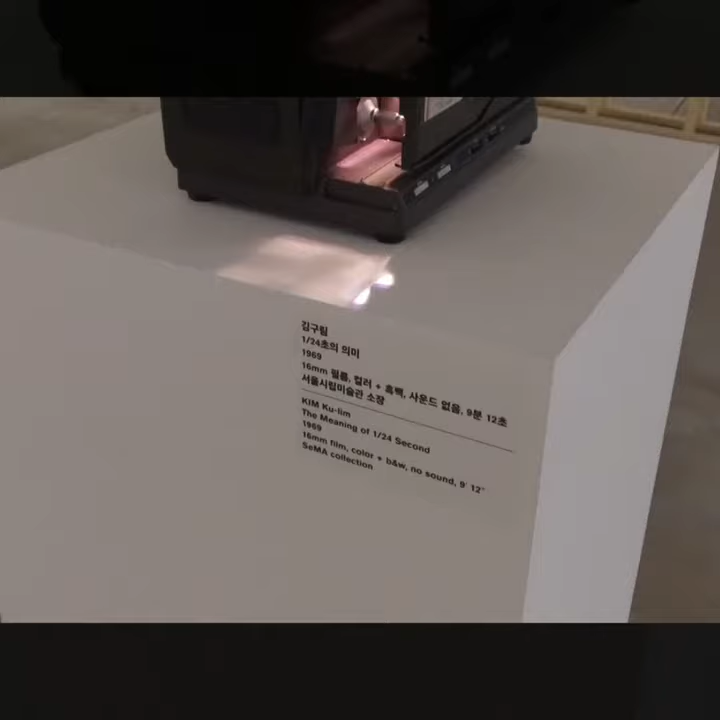 김구림
1/24초의 의미
1969
16mm 필름, 컬러 + 흑백, 사운드 없음, 9분 12초
서울시립미술관 소장
KIM Ku-lim
The Meaning of 1/24 Second
1969
16mm film, color + b&w, no sound, 9' 12"
SeMA collection